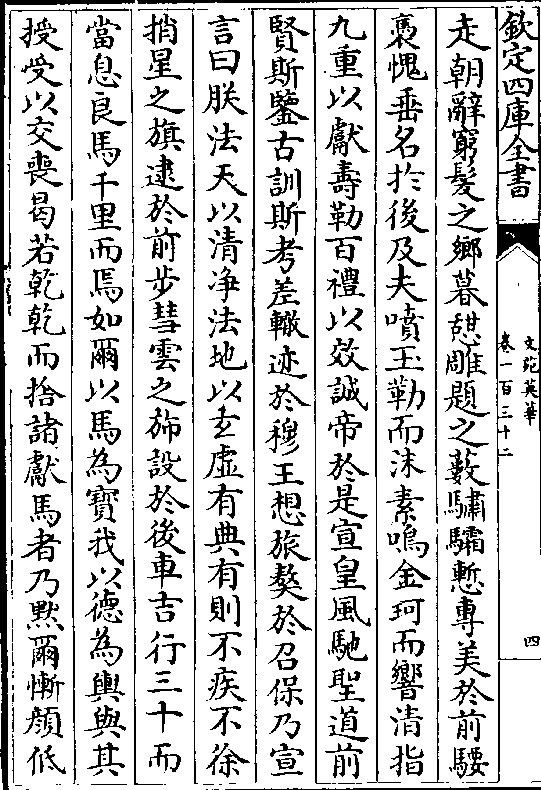 欽定四庫全書
文苑英華
卷一百三十二
四
走朝辭窮髮之鄉暮憇雕題之藪驌驦慙專美於前騕
褭愧垂名於後及夫噴玉勒而沫素鳴金珂而響清指
九重以獻壽勒百禮以效誠帝於是宣皇風馳聖道前
賢斯鑒古訓斯考差轍迹於穆王想旅獒於召保乃宣
言曰朕法天以清净法地以玄虛有典有則不疾不徐
捎星之旗逮於前步彗雲之斾設於後車吉行三十而
當息良馬千里而焉如爾以馬為寶我以德為輿與其
授受以交喪曷若乾乾而捨諸獻馬者乃黙爾慚顔低